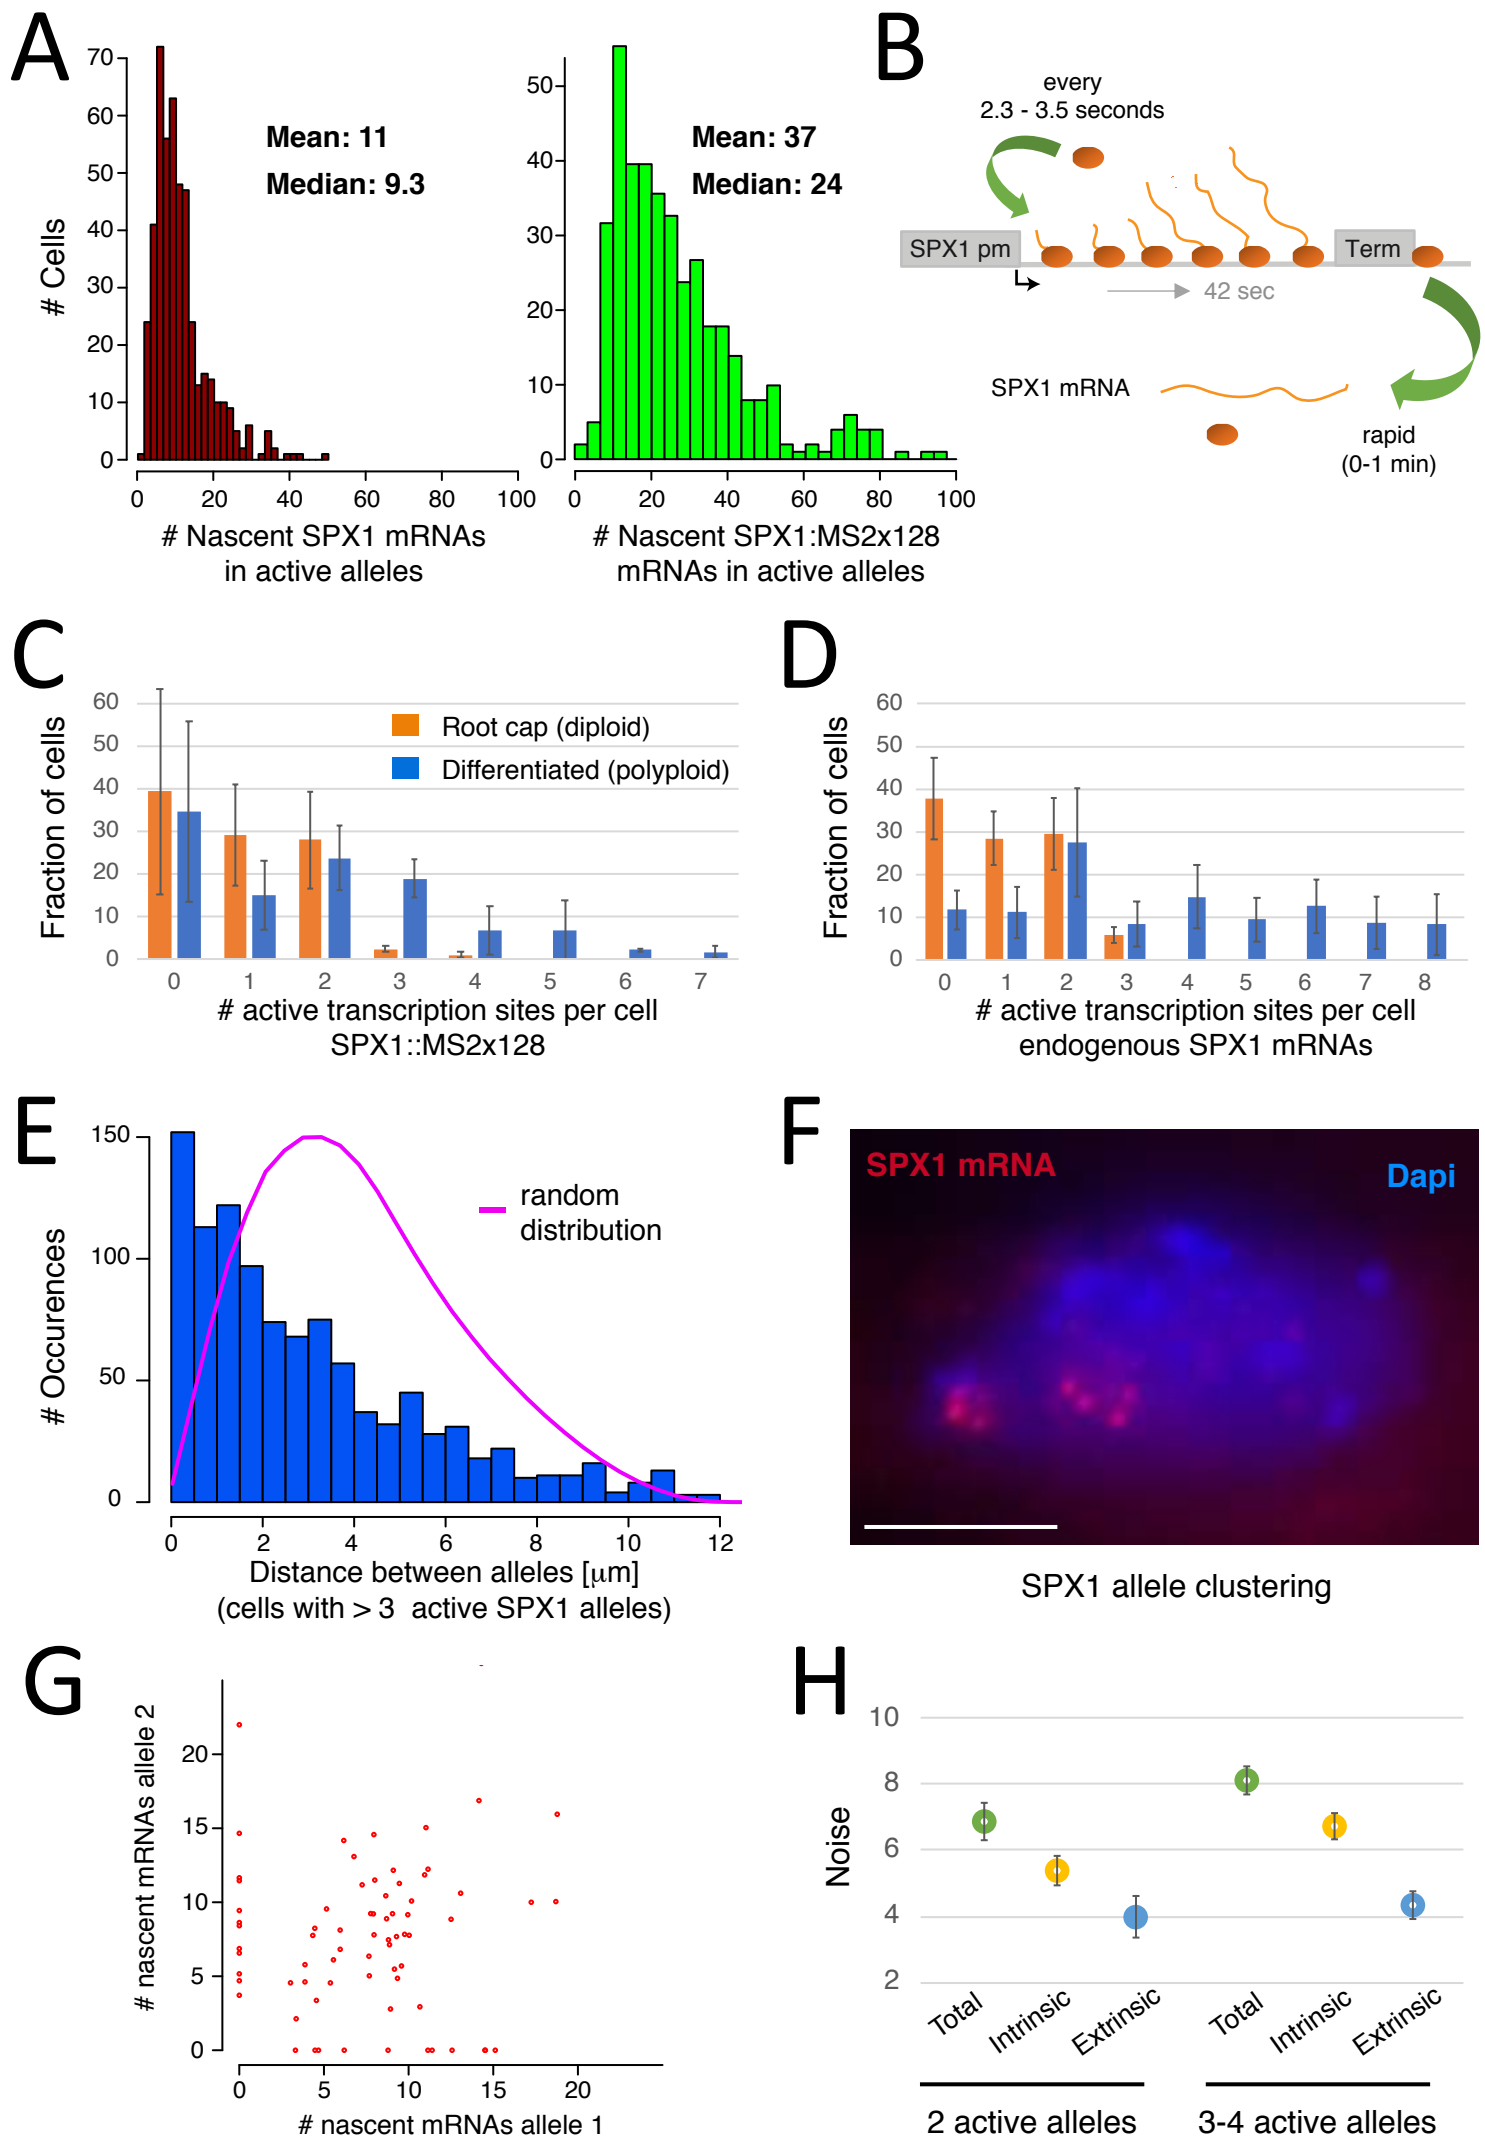 A
70
60
50
40
30
20
10
0
# Cells
Mean: 11
Median: 9.3
0 20 40 60 80 100
# Nascent SPX1 mRNAs
in active alleles
50
40
30
20
10
0
Mean: 37
Median: 24
0 20 40 60 80 100
# Nascent SPX1:MS2x128
mRNAs in active alleles
B
every
2.3 - 3.5 seconds
SPX1 pm
Term
42 sec
SPX1 mRNA
rapid
(0-1 min)
C
60
50
40
30
20
10
0
Fraction of cells
Root cap (diploid)
Differentiated (polyploid)
0 1 2 3 4 5 6 7
# active transcription sites per cell
SPX1::MS2x128
D
60
50
40
30
20
10
0
Fraction of cells
0 1 2 3 4 5 6 7 8
# active transcription sites per cell
endogenous SPX1 mRNAs
E
150
100
50
0
# Occurences
random
distribution
0 2 4 6 8 10 12
Distance between alleles [μm]
(cells with > 3 active SPX1 alleles)
F
SPX1 mRNA
Dapi
SPX1 allele clustering
G
# nascent mRNAs allele 2
20
15
10
5
0
0 5 10 15 20
# nascent mRNAs allele 1
H
10
8
6
4
2
Noise
Total Intrinsic Extrinsic Total Intrinsic Extrinsic
2 active alleles 3-4 active alleles